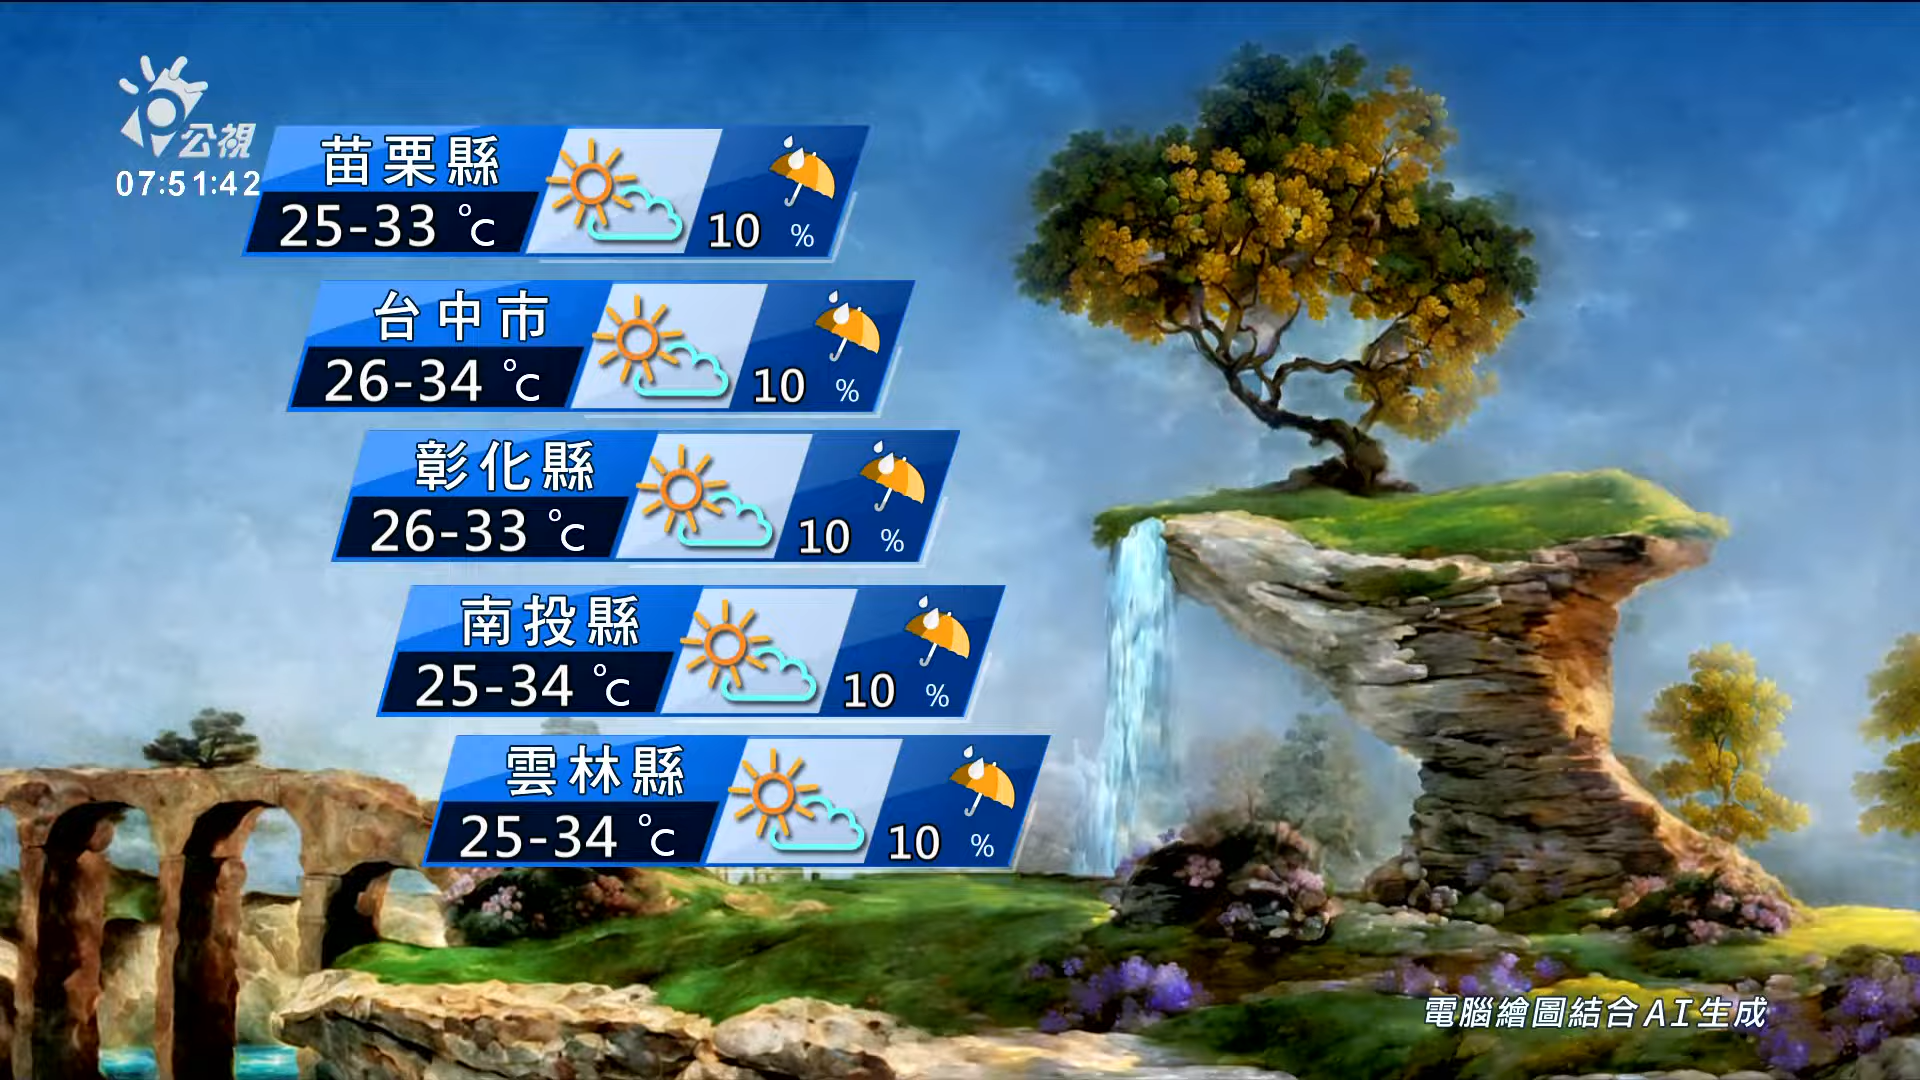 公視
07:51:42
苗栗縣
25-33 ℃
10 %
台中市
26-34 ℃
10 %
彰化縣
26-33 ℃
10 %
南投縣
25-34 ℃
10 %
雲林縣
25-34 ℃
10 %
電腦繪圖結合AI生成